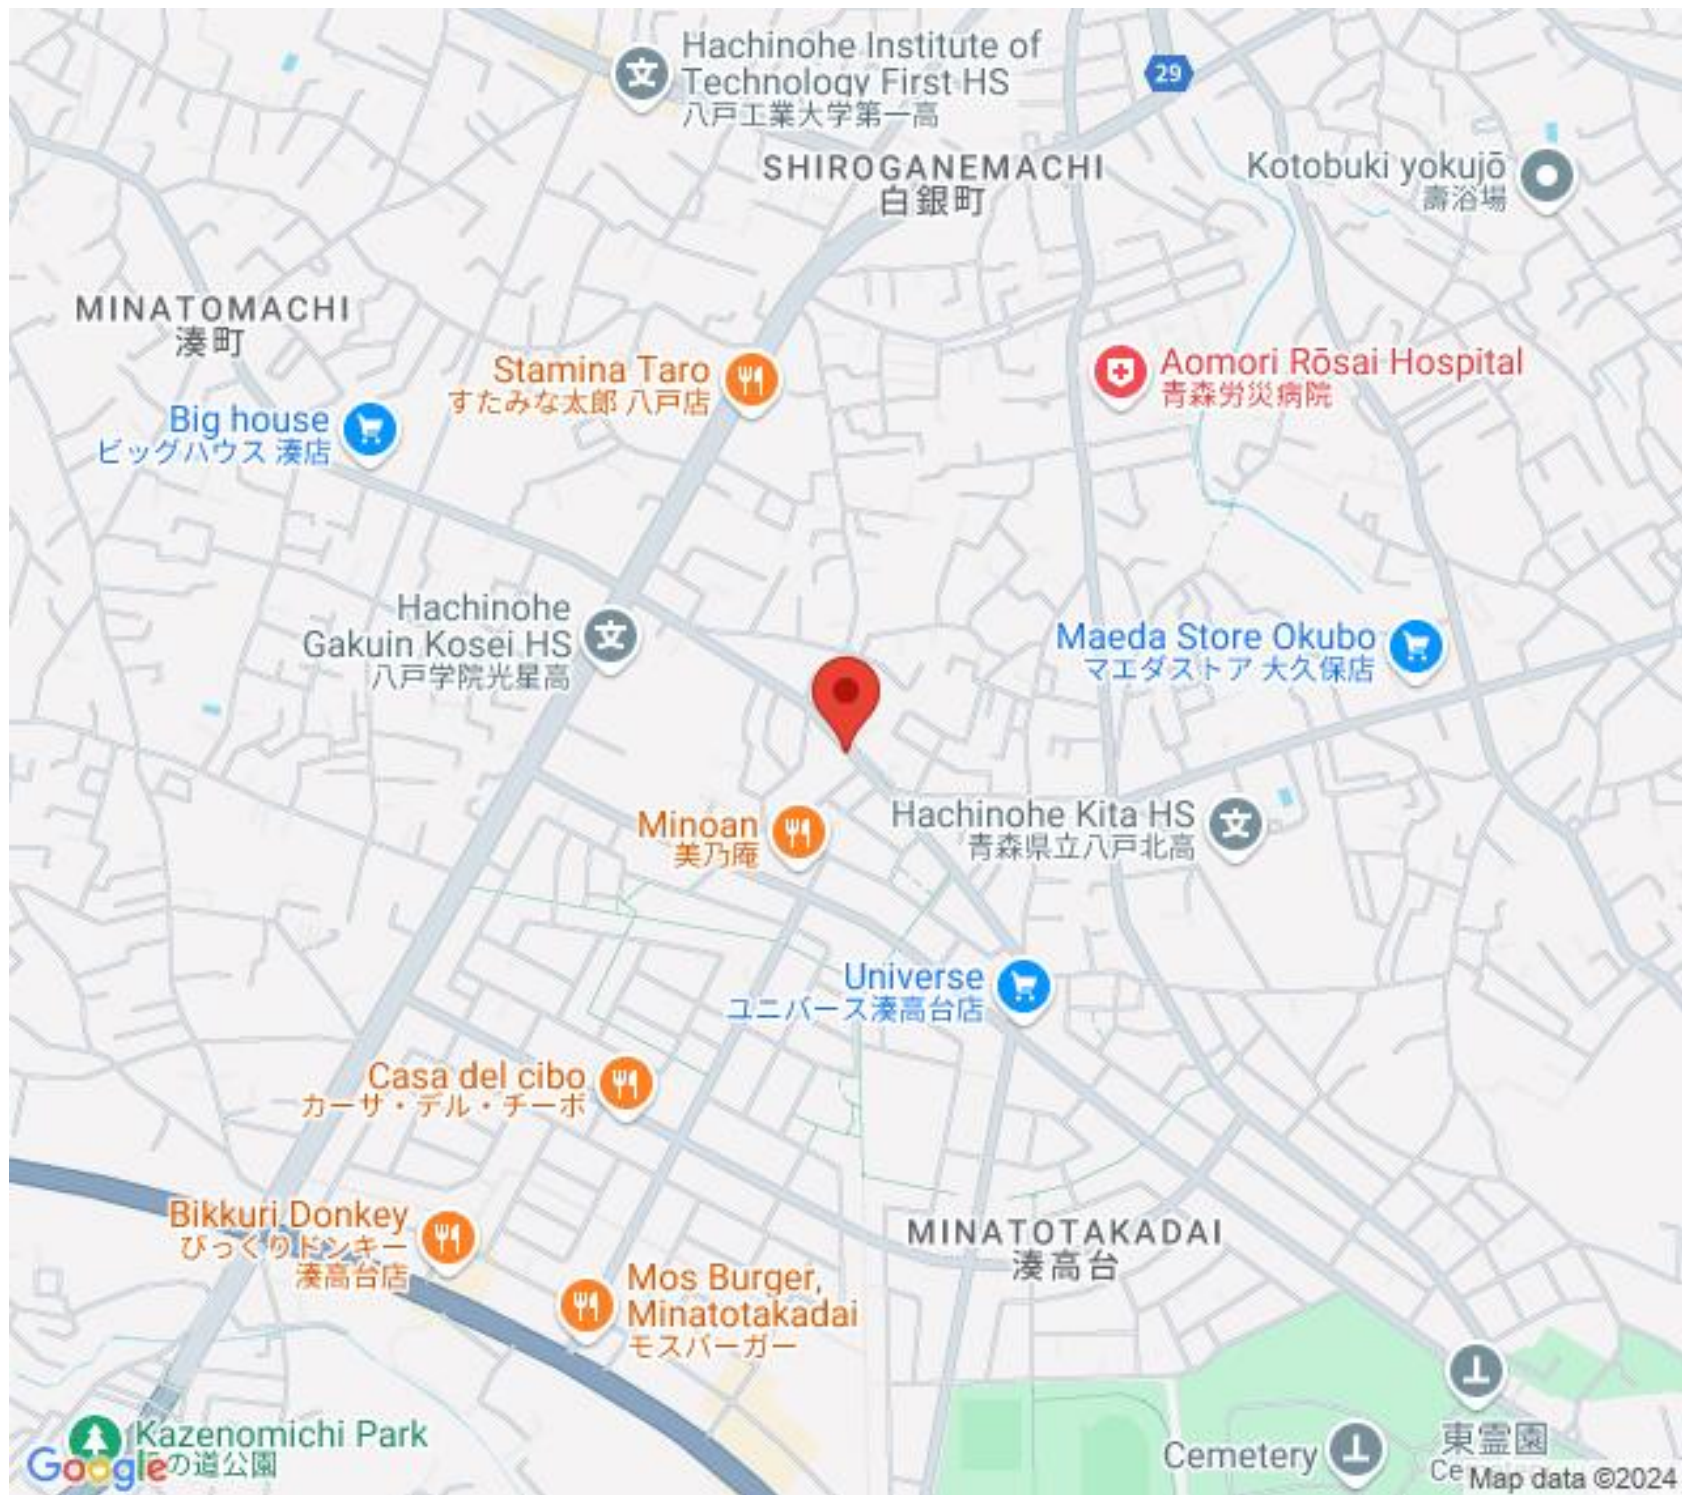 Hachinohe Institute of
Technology First HS
八戸工業大学第一高
29
SHIROGANEMACHI
白銀町
Kotobuki yokujō
壽浴場
MINATOMACHI
湊町
Stamina Taro
すたみな太郎 八戸店
Aomori Rōsai Hospital
青森労災病院
Big house
ビッグハウス 湊店
Hachinohe
Gakuin Kosei HS
八戸学院光星高
Maeda Store Okubo
マエダストア 大久保店
Minoan
美乃庵
Hachinohe Kita HS
青森県立八戸北高
Universe
ユニバース湊高台店
Casa del cibo
カーサ・デル・チーボ
Bikkuri Donkey
びっくりドンキー
湊高台店
MINATOTAKADAI
湊高台
Mos Burger,
Minatotakadai
モスバーガー
Kazenomichi Park
の道公園
Google
Cemetery
東霊園
Ce
Map data ©2024